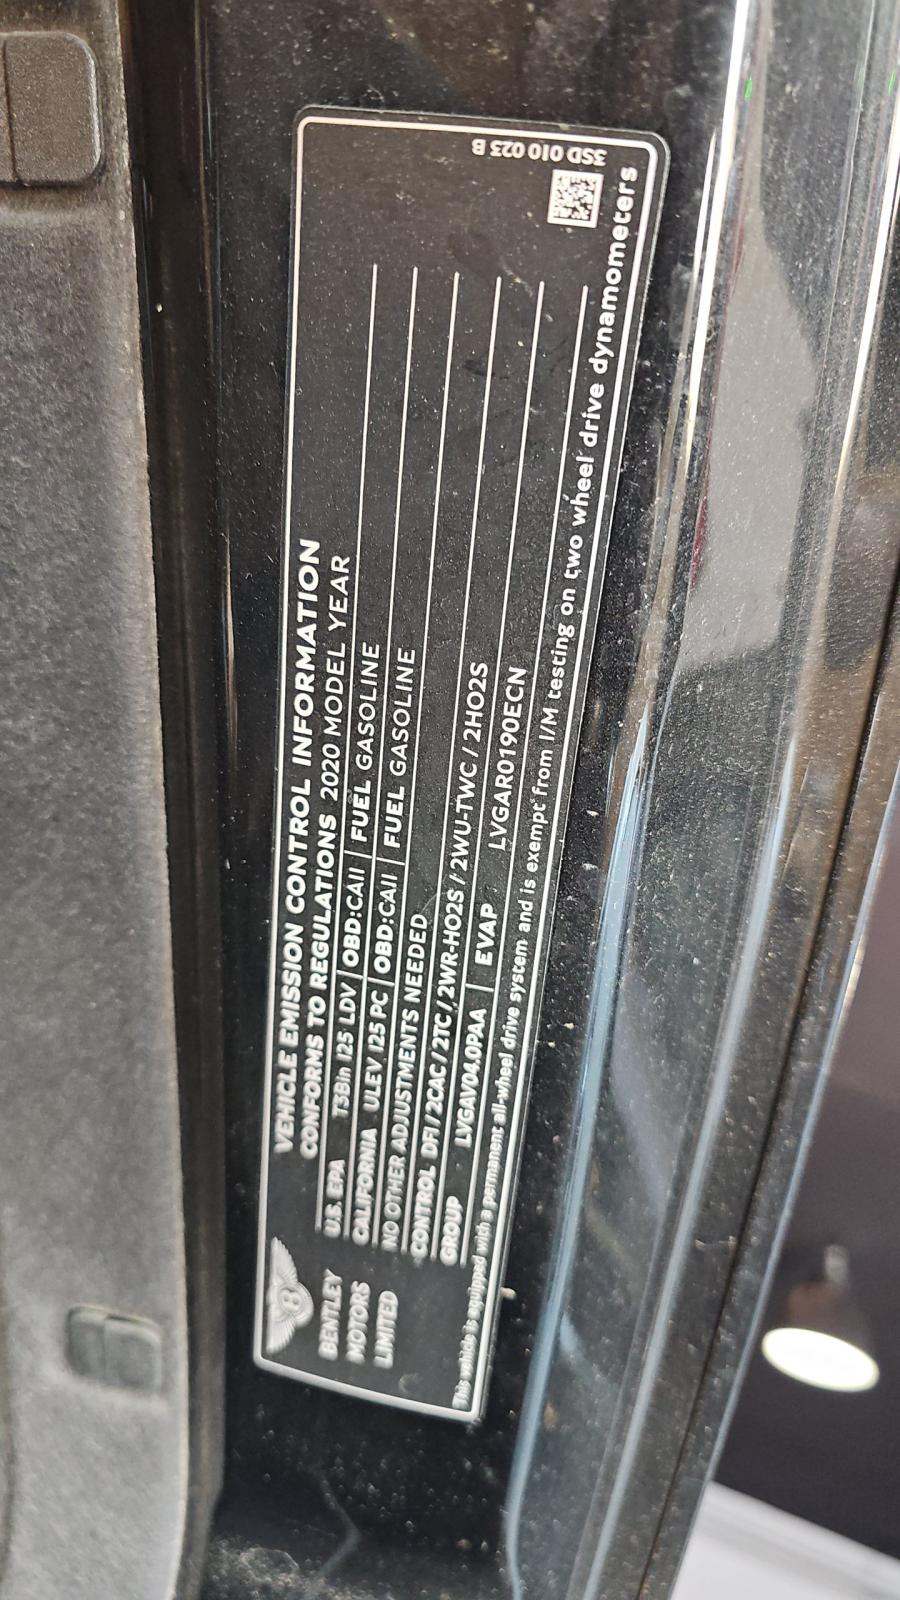 B
BENTLEY
MOTORS
LIMITED
VEHICLE EMISSION CONTROL INFORMATION
CONFORMS TO REGULATIONS 2020 MODEL YEAR
U.S. EPA T3Bin 125 LDV OBD:CAII FUEL GASOLINE
CALIFORNIA ULEV 125 PC OBD:CAII FUEL GASOLINE
NO OTHER ADJUSTMENTS NEEDED
CONTROL DFI / 2CAC / 2TC / 2WR-HO2S / 2WU-TWC / 2HO2S
GROUP LVGAV04.0PAA EVAP LVGAR0190ECN
This vehicle is equipped with a permanent all-wheel drive system and is exempt from I/M testing on two wheel drive dynamometers
3SD 010 023 B